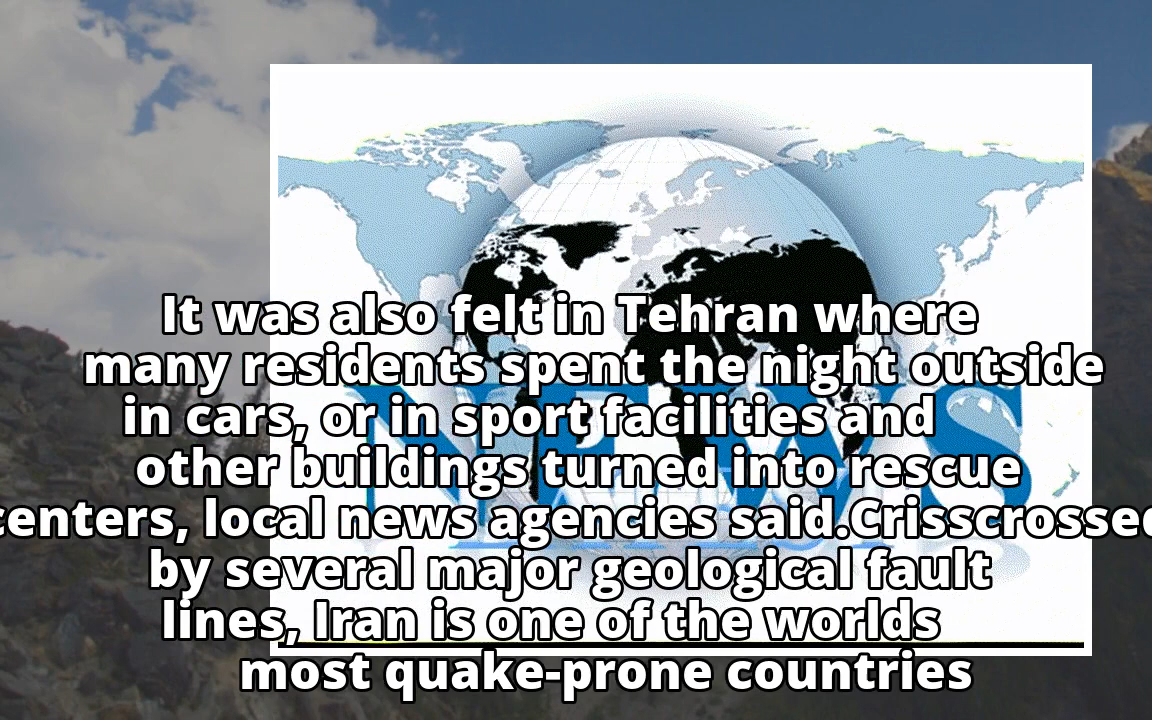 It was also felt in Tehran where
many residents spent the night outside
in cars, or in sport facilities and
other buildings turned into rescue
centers, local news agencies said.Crisscrossed
by several major geological fault
lines, Iran is one of the worlds
most quake-prone countries
NEWS